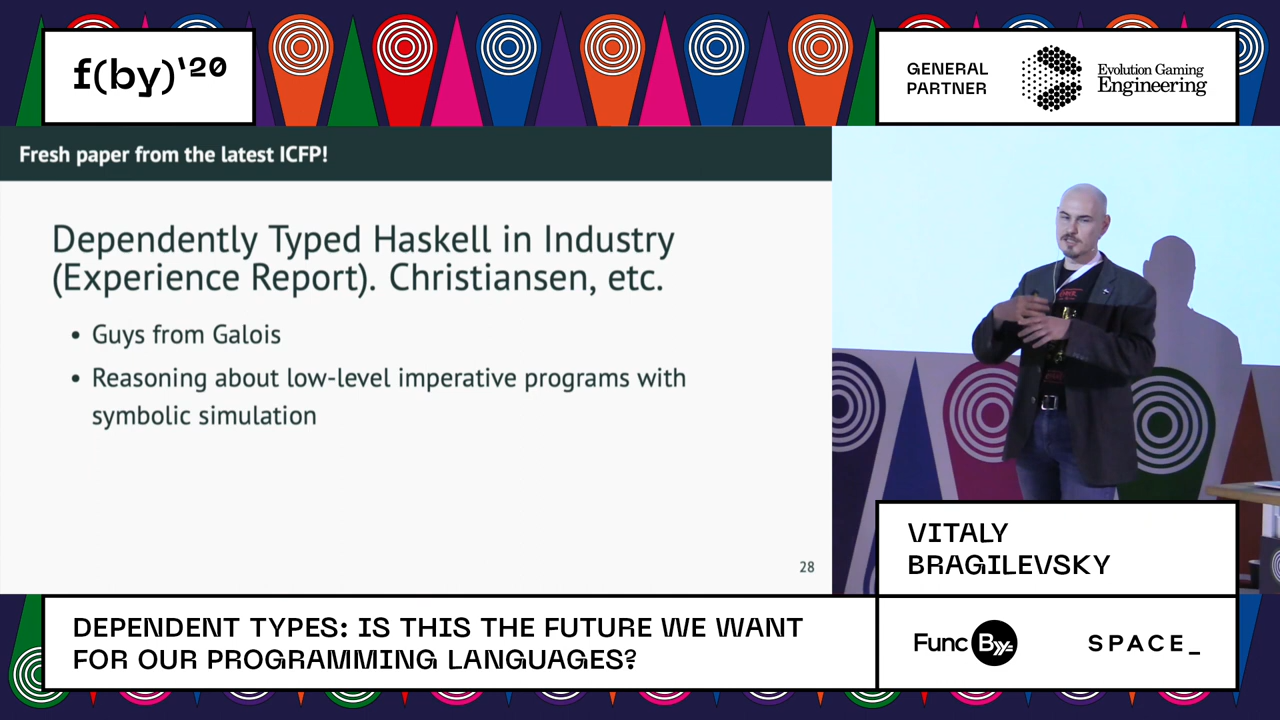 f(by)'20
GENERAL
PARTNER
Evolution Gaming
Engineering
Fresh paper from the latest ICFP!
Dependently Typed Haskell in Industry
(Experience Report). Christiansen, etc.
• Guys from Galois
• Reasoning about low-level imperative programs with
symbolic simulation
28
VITALY
BRAGILEVSKY
DEPENDENT TYPES: IS THIS THE FUTURE WE WANT
FOR OUR PROGRAMMING LANGUAGES?
Func By
SPACE_